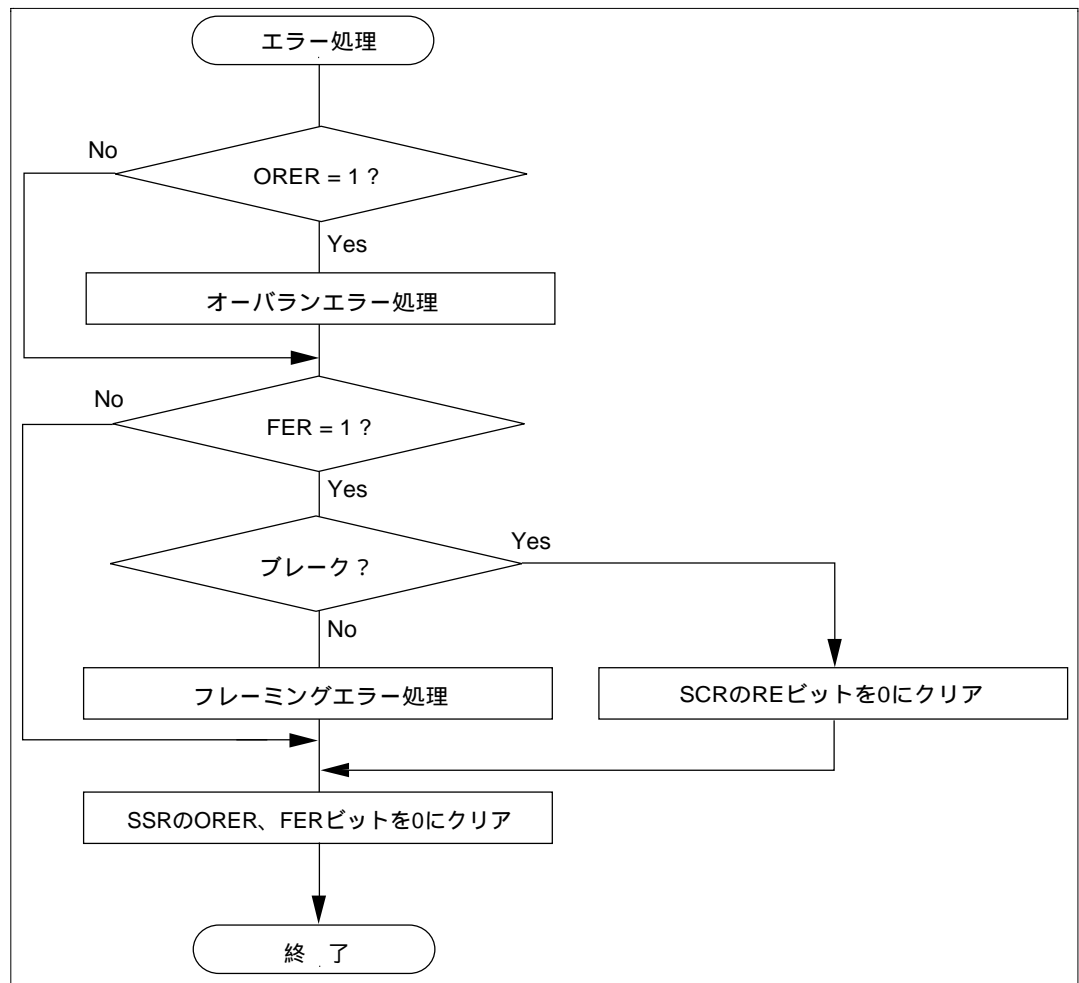 エラー処理
No
ORER = 1 ?
Yes
オーバランエラー処理
No
FER = 1 ?
Yes
ブレーク ?
Yes
No
フレーミングエラー処理
SCRのREビットを0にクリア
SSRのORER、FERビットを0にクリア
終 了